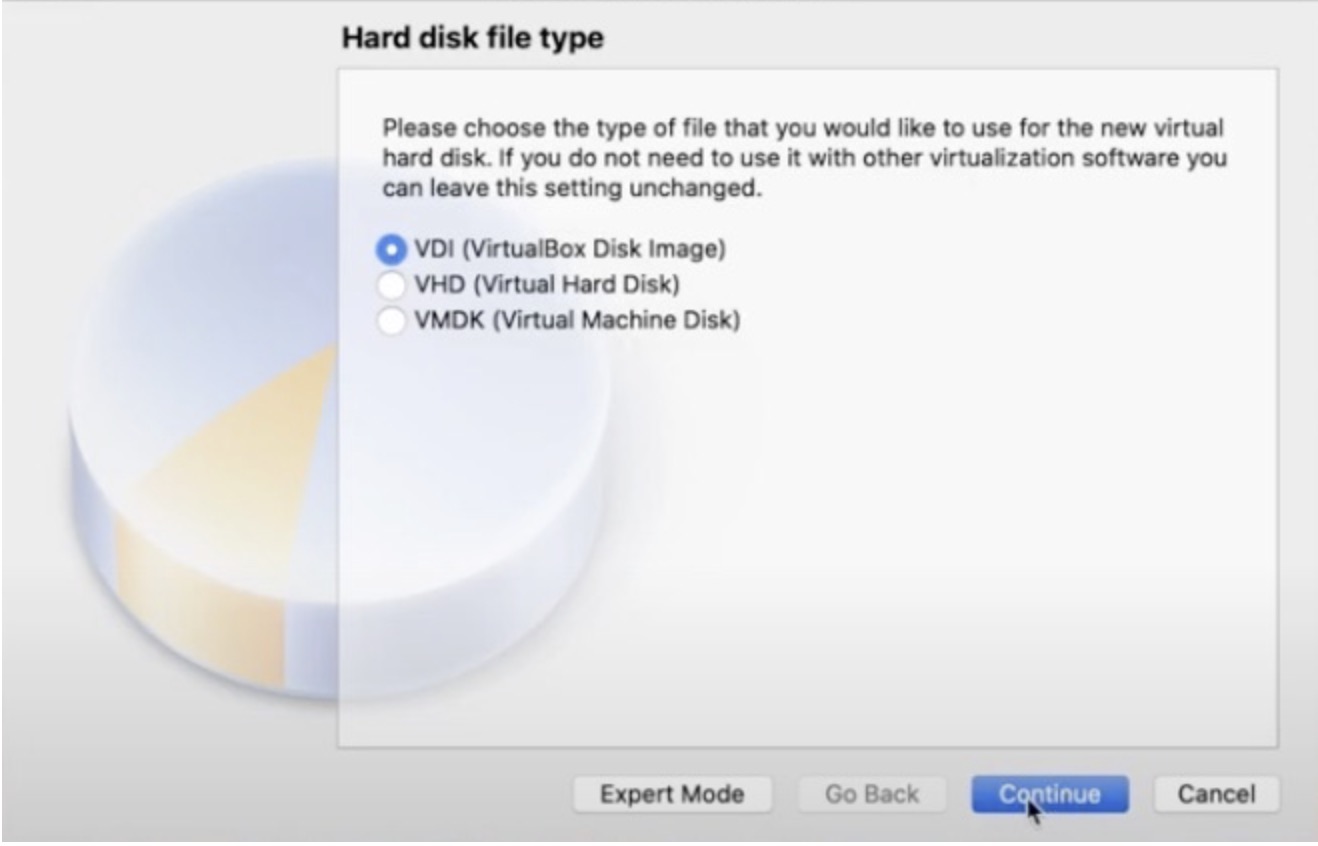 Hard disk file type
Please choose the type of file that you would like to use for the new virtual
hard disk. If you do not need to use it with other virtualization software you
can leave this setting unchanged.
VDI (VirtualBox Disk Image)
VHD (Virtual Hard Disk)
VMDK (Virtual Machine Disk)
Expert Mode
Go Back
Continue
Cancel